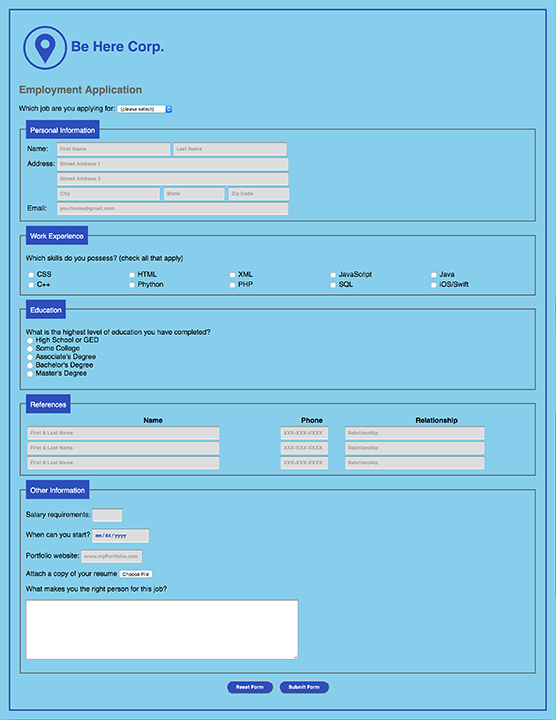 Be Here Corp.
Employment Application
Which job are you applying for: (please select)
Personal Information
Name: First Name Last Name
Address: Street Address 1
Street Address 2
City State Zip Code
Email: yourName@gmail.com
Work Experience
Which skills do you possess? (check all that apply)
CSS HTML XML JavaScript Java
C++ Phython PHP SQL iOS/Swift
Education
What is the highest level of education you have completed?
High School or GED
Some College
Associate's Degree
Bachelor's Degree
Master's Degree
References
Name Phone Relationship
First & Last Name XXX-XXX-XXXX Relationship
First & Last Name XXX-XXX-XXXX Relationship
First & Last Name XXX-XXX-XXXX Relationship
Other Information
Salary requirements:
When can you start? mm/dd/yyyy
Portfolio website: www.myPortfolio.com
Attach a copy of your resume Choose File
What makes you the right person for this job?
Reset Form Submit Form